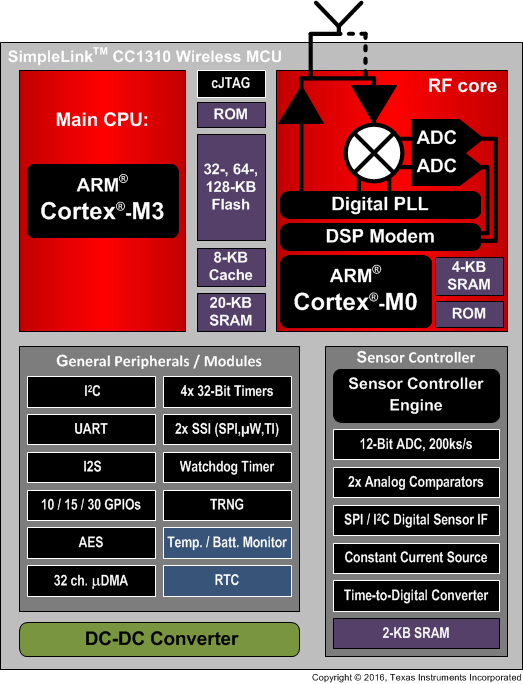 SimpleLink™ CC1310 Wireless MCU
Main CPU:
ARM®
Cortex®-M3
cJTAG
ROM
32-, 64-,
128-KB
Flash
8-KB
Cache
20-KB
SRAM
RF core
ADC
ADC
Digital PLL
DSP Modem
ARM®
Cortex®-M0
4-KB
SRAM
ROM
General Peripherals / Modules
I²C
4x 32-Bit Timers
UART
2x SSI (SPI,µW,TI)
I2S
Watchdog Timer
10 / 15 / 30 GPIOs
TRNG
AES
Temp. / Batt. Monitor
32 ch. µDMA
RTC
DC-DC Converter
Sensor Controller
Sensor Controller
Engine
12-Bit ADC, 200ks/s
2x Analog Comparators
SPI / I²C Digital Sensor IF
Constant Current Source
Time-to-Digital Converter
2-KB SRAM
Copyright © 2016, Texas Instruments Incorporated